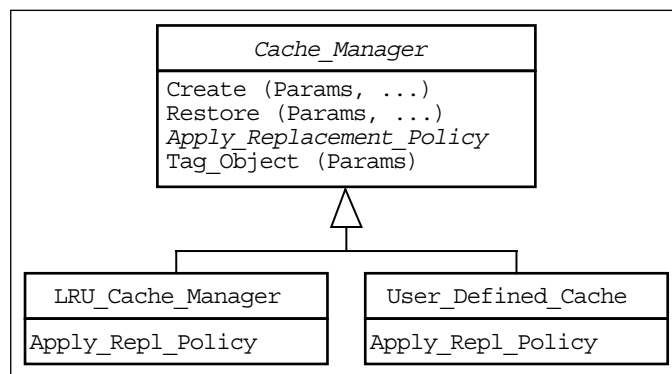 Cache_Manager
Create (Params, ...)
Restore (Params, ...)
Apply_Replacement_Policy
Tag_Object (Params)
LRU_Cache_Manager
User_Defined_Cache
Apply_Repl_Policy
Apply_Repl_Policy